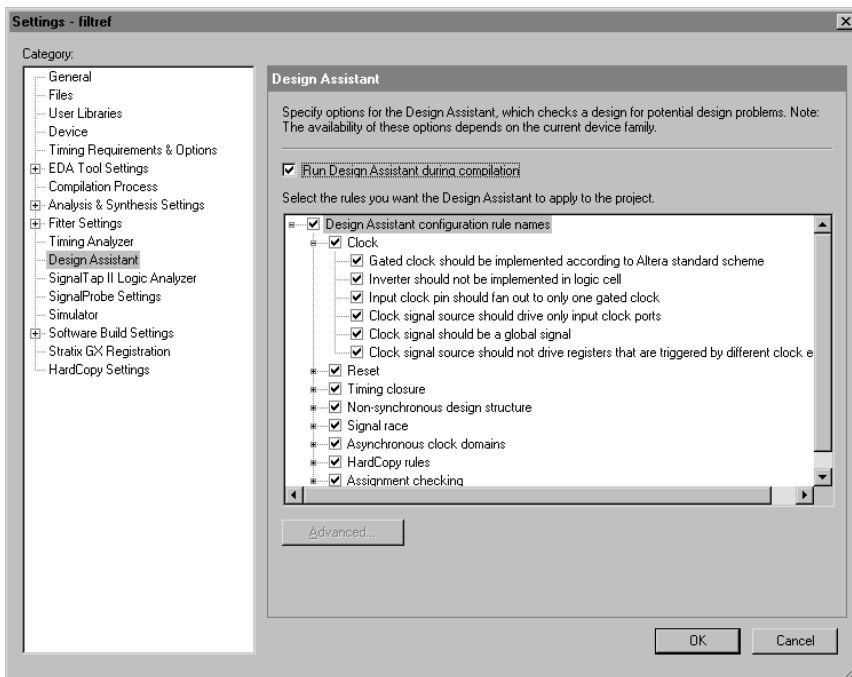 Settings - filtref
Category:
General
Files
User Libraries
Device
Timing Requirements & Options
EDA Tool Settings
Compilation Process
Analysis & Synthesis Settings
Fitter Settings
Timing Analyzer
Design Assistant
SignalTap II Logic Analyzer
SignalProbe Settings
Simulator
Software Build Settings
Stratix GX Registration
HardCopy Settings
Design Assistant
Specify options for the Design Assistant, which checks a design for potential design problems. Note:
The availability of these options depends on the current device family.
Run Design Assistant during compilation
Select the rules you want the Design Assistant to apply to the project.
Design Assistant configuration rule names
Clock
Gated clock should be implemented according to Altera standard scheme
Inverter should not be implemented in logic cell
Input clock pin should fan out to only one gated clock
Clock signal source should drive only input clock ports
Clock signal should be a global signal
Clock signal source should not drive registers that are triggered by different clock e
Reset
Timing closure
Non-synchronous design structure
Signal race
Asynchronous clock domains
HardCopy rules
Assignment checking
Advanced...
OK
Cancel